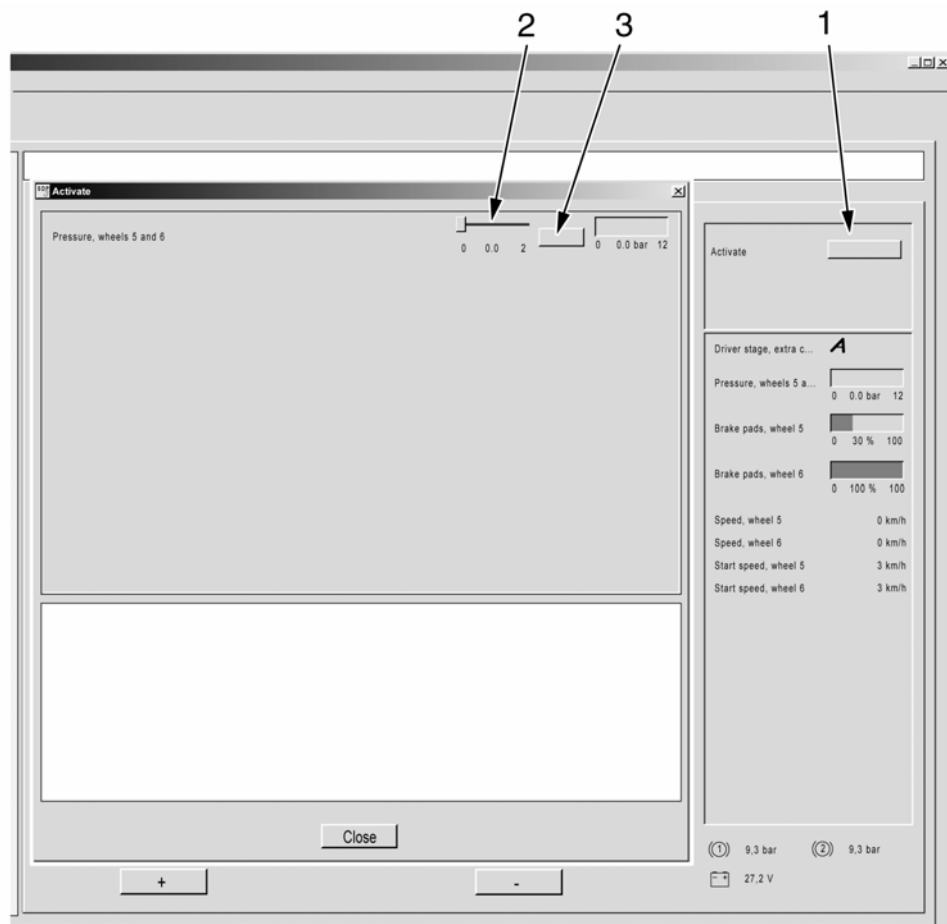 2 3 1
Activate
Pressure, wheels 5 and 6
0 0.0 2
0 0.0 bar 12
Close
+ -
Activate
Driver stage, extra c...
Pressure, wheels 5 a...
0 0.0 bar 12
Brake pads, wheel 5
0 30 % 100
Brake pads, wheel 6
0 100 % 100
Speed, wheel 5 0 km/h
Speed, wheel 6 0 km/h
Start speed, wheel 5 3 km/h
Start speed, wheel 6 3 km/h
1 9,3 bar 2 9,3 bar
- + 27,2 V